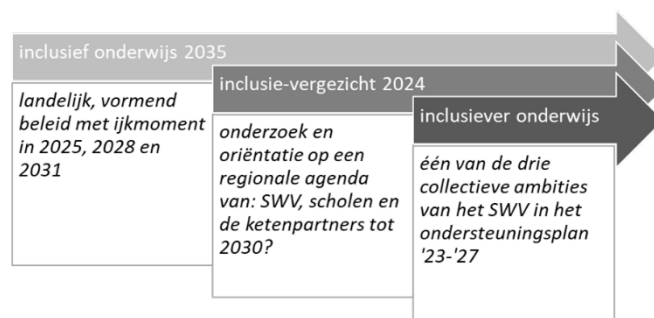 inclusief onderwijs 2035
landelijk, vormend
beleid met ijkmoment
in 2025, 2028 en
2031
inclusie-vergezicht 2024
onderzoek en
oriëntatie op een
regionale agenda
van: SWV, scholen en
de ketenpartners tot
2030?
inclusiever onderwijs
één van de drie
collectieve ambities
van het SWV in het
ondersteuningsplan
'23-'27